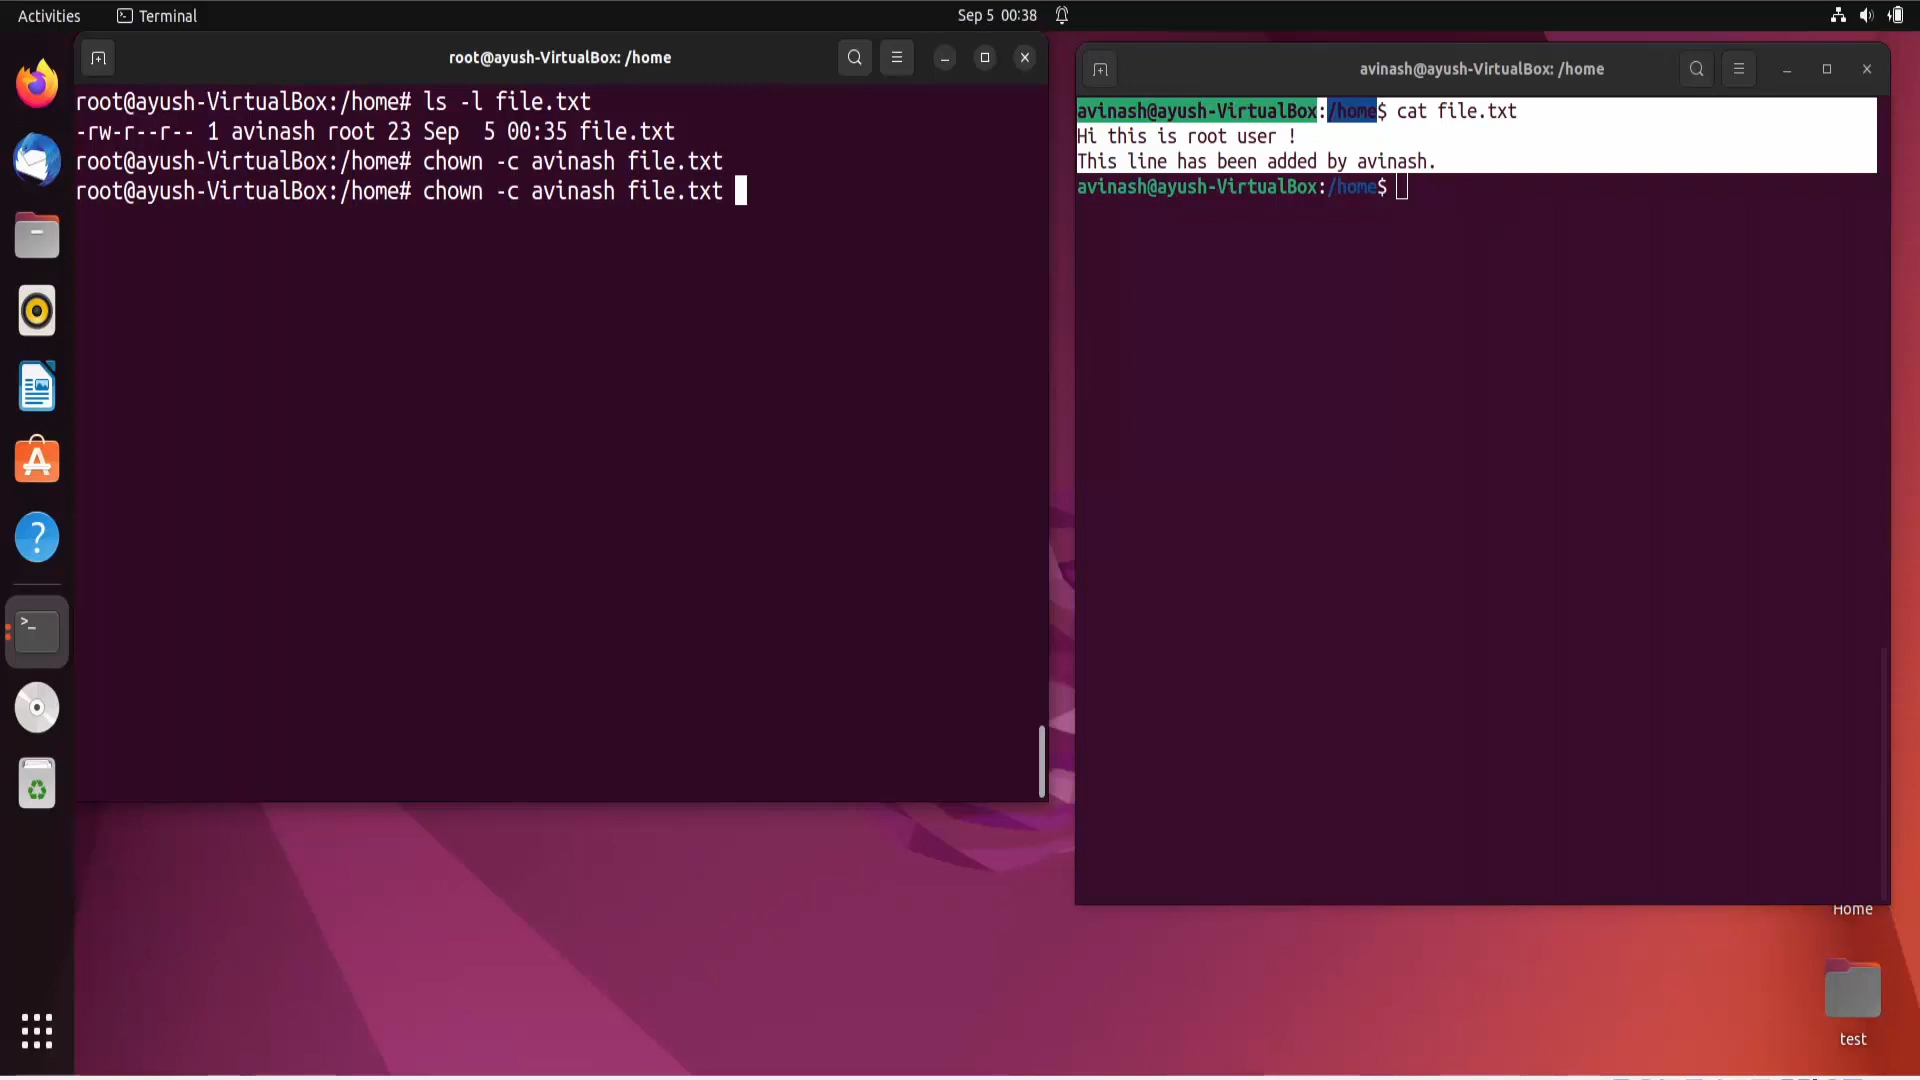 Activities
Terminal
Sep 5 00:38
root@ayush-VirtualBox: /home
root@ayush-VirtualBox:/home# ls -l file.txt
-rw-r--r-- 1 avinash root 23 Sep  5 00:35 file.txt
root@ayush-VirtualBox:/home# chown -c avinash file.txt
root@ayush-VirtualBox:/home# chown -c avinash file.txt
avinash@ayush-VirtualBox: /home
avinash@ayush-VirtualBox:/home$ cat file.txt
Hi this is root user !
This line has been added by avinash.
avinash@ayush-VirtualBox:/home$
Home
test